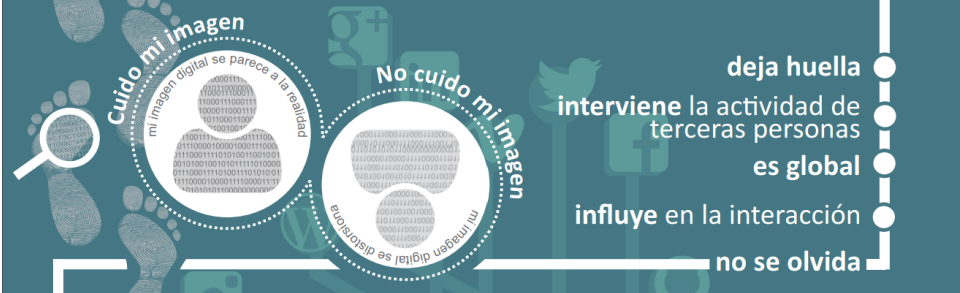 Cuido mi imagen
mi imagen digital se parece a la realidad
No cuido mi imagen
mi imagen digital se distorsiona
deja huella
interviene la actividad de
terceras personas
es global
influye en la interacción
no se olvida